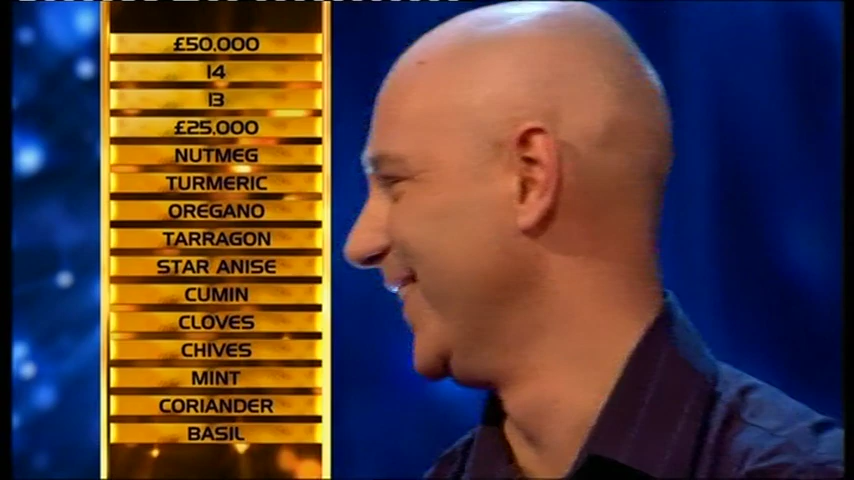 £50,000
14
13
£25,000
NUTMEG
TURMERIC
OREGANO
TARRAGON
STAR ANISE
CUMIN
CLOVES
CHIVES
MINT
CORIANDER
BASIL